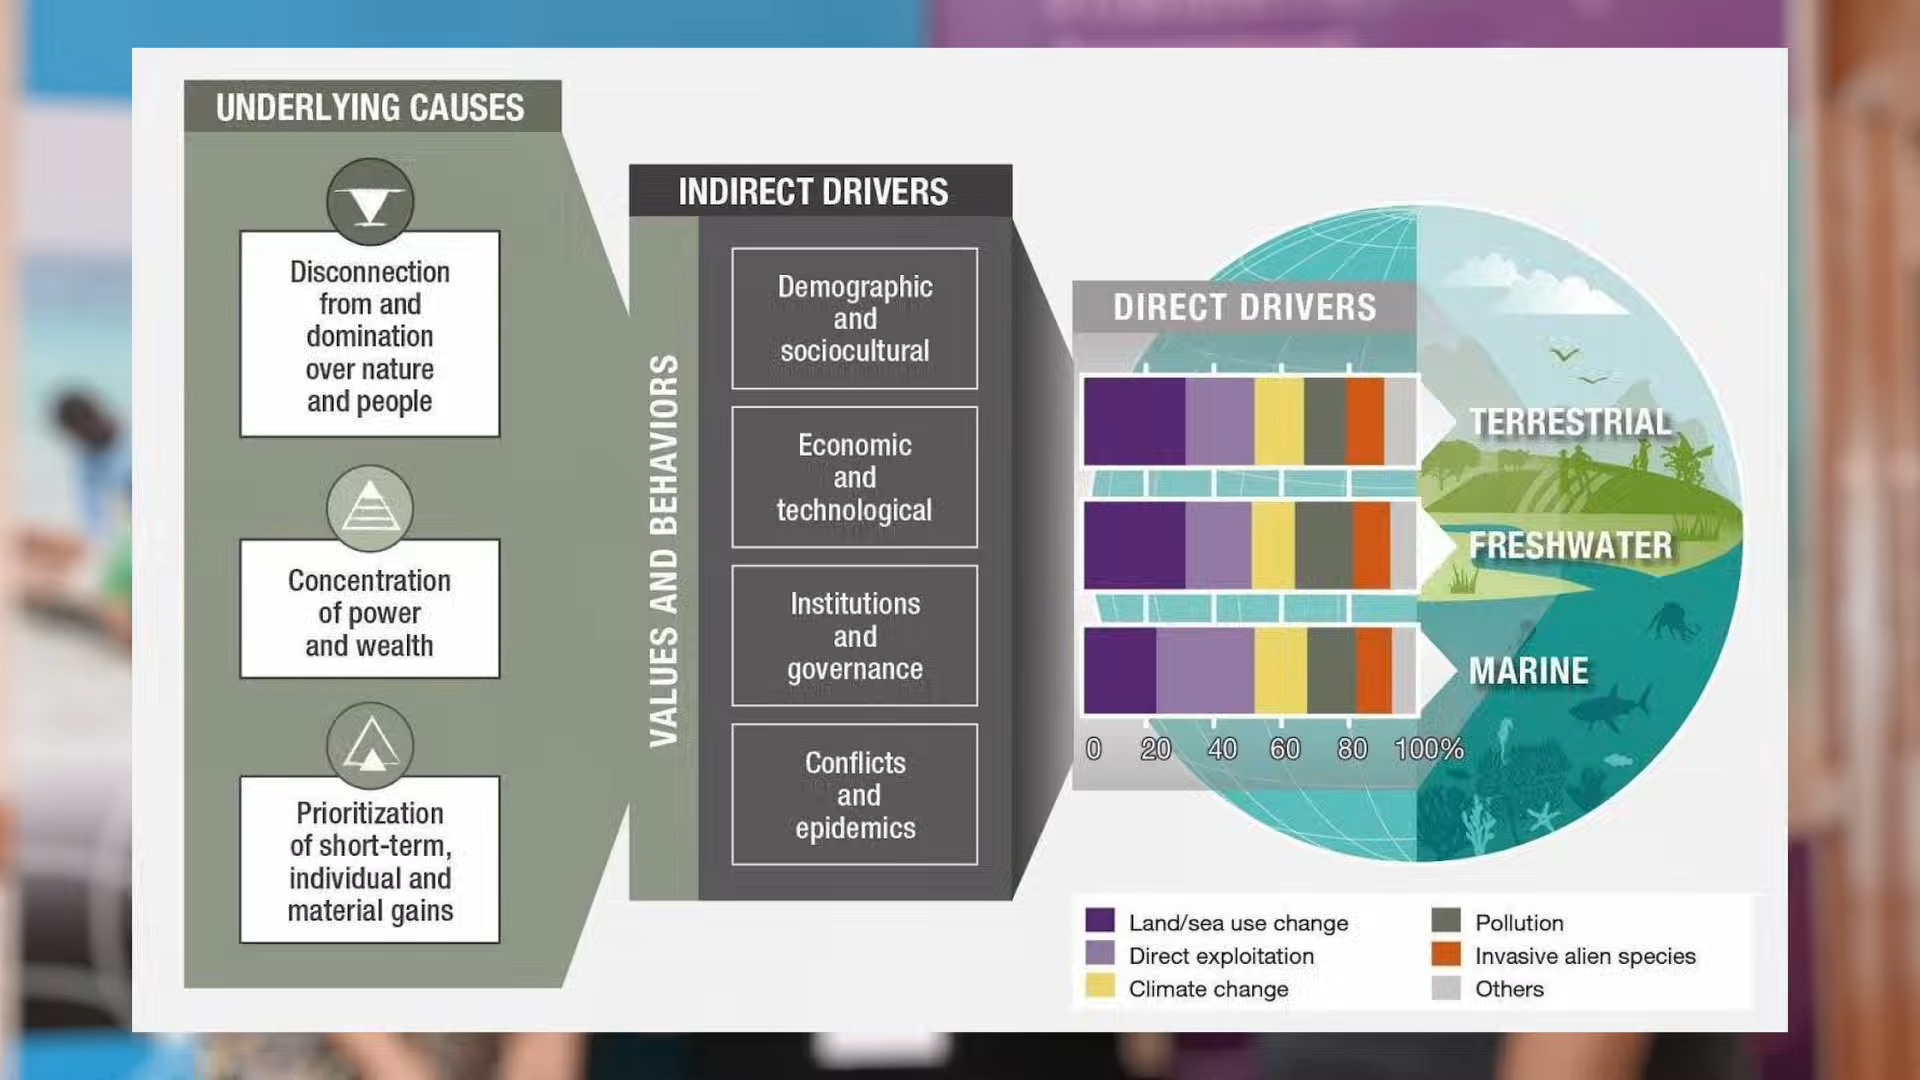 UNDERLYING CAUSES
Disconnection
from and
domination
over nature
and people
Concentration
of power
and wealth
Prioritization
of short-term,
individual and
material gains
INDIRECT DRIVERS
VALUES AND BEHAVIORS
Demographic
and
sociocultural
Economic
and
technological
Institutions
and
governance
Conflicts
and
epidemics
DIRECT DRIVERS
TERRESTRIAL
FRESHWATER
MARINE
0 20 40 60 80 100%
Land/sea use change
Direct exploitation
Climate change
Pollution
Invasive alien species
Others